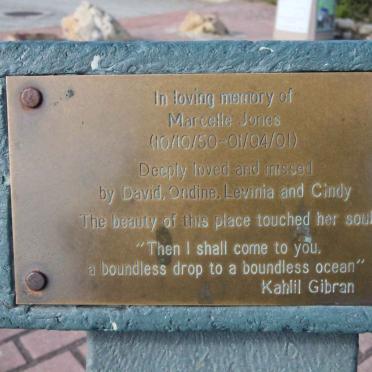 In loving memory of
Marcelle Jones
(10/10/50-01/04/01)
Deeply loved and missed
by David, Ondine, Levinia and Cindy
The beauty of this place touched her soul
"Then I shall come to you,
a boundless drop to a boundless ocean"
Kahlil Gibran